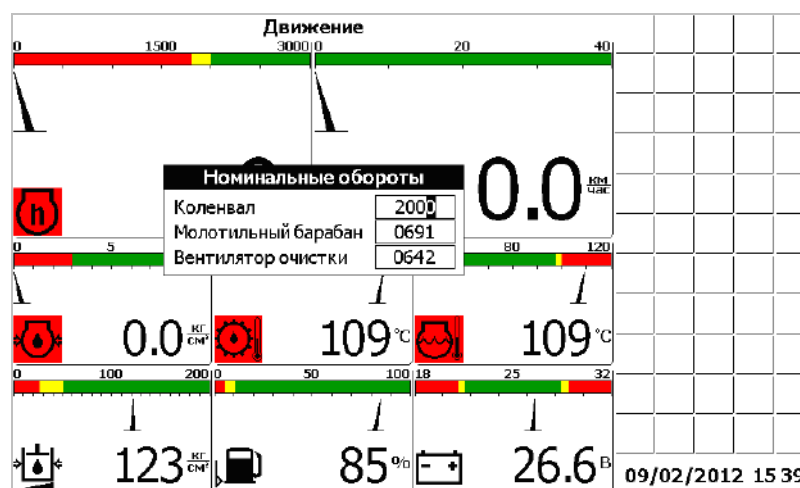 Движение
0 1500 3000 0 20 40
0.0 км час
Номинальные обороты
Коленвал 2000
Молотильный барабан 0691
Вентилятор очистки 0642
h
0 5 80 120
0.0 кг см² 109 °C 109 °C
0 100 200 0 50 100 18 25 32
123 кг см² 85 % 26.6 В
09/02/2012 15 39